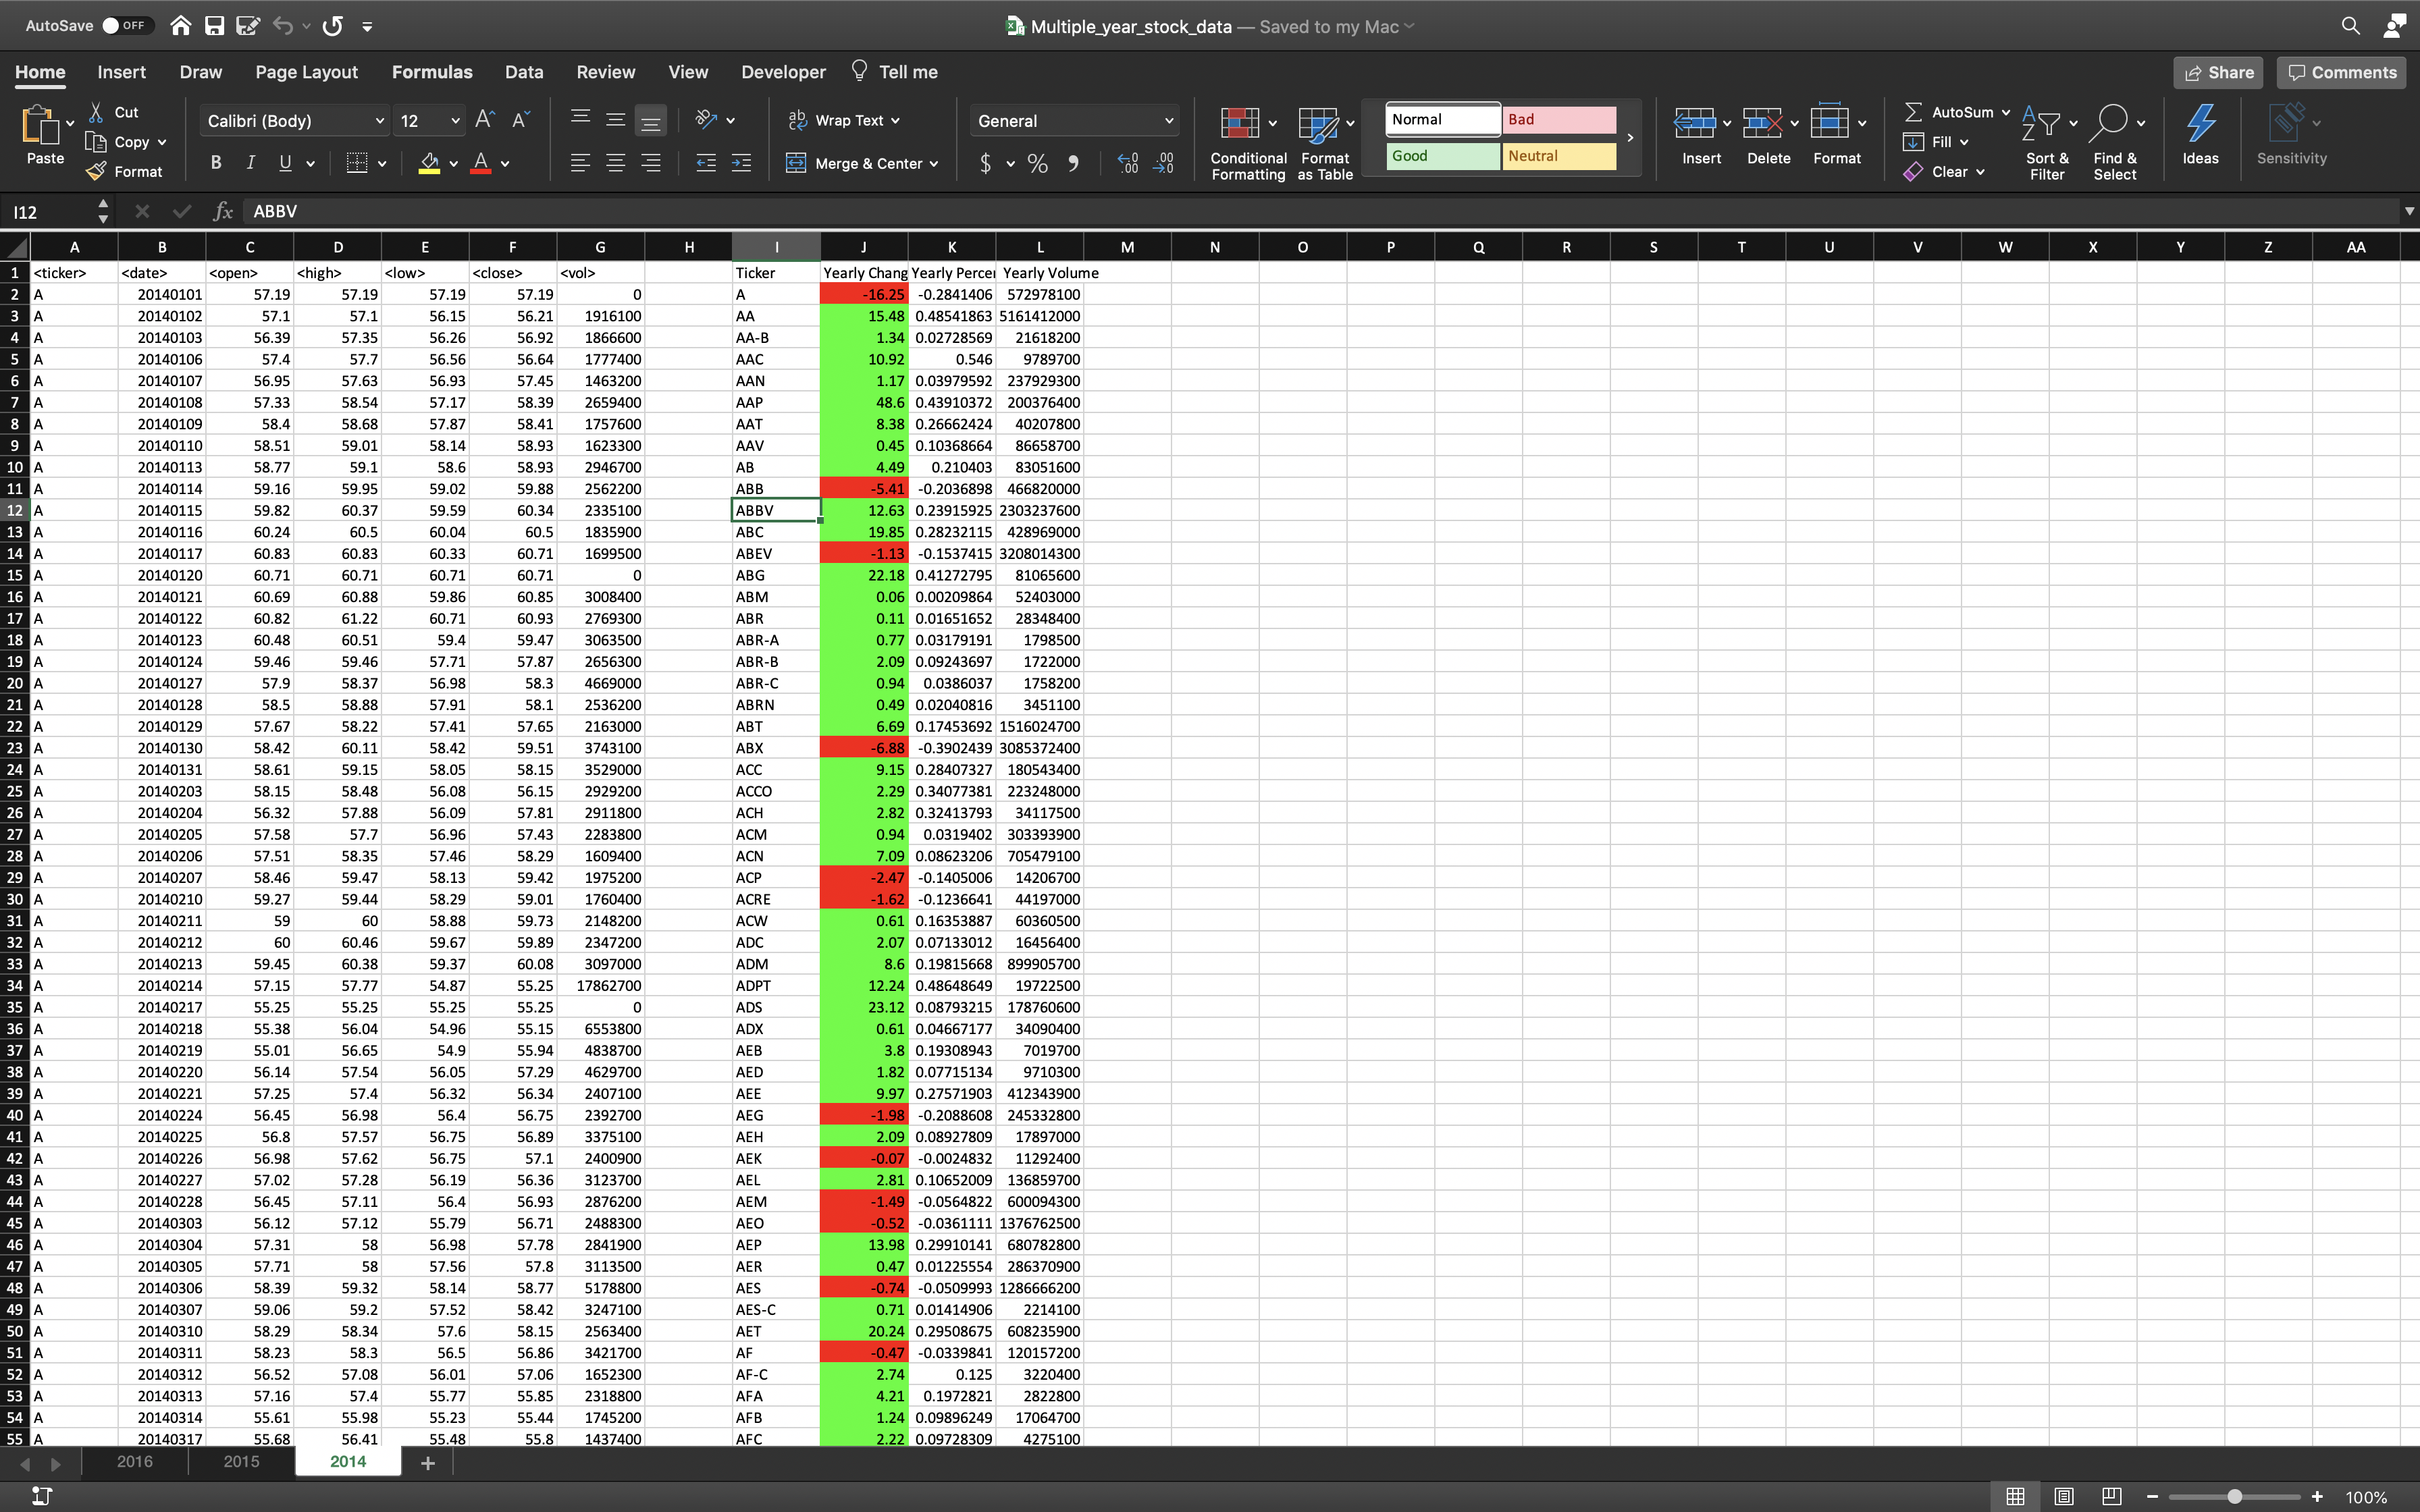 AutoSave OFF Multiple_year_stock_data — Saved to my Mac
Home Insert Draw Page Layout Formulas Data Review View Developer Tell me Share Comments
Paste Cut Copy Format
Calibri (Body) 12 B I U A
Wrap Text
Merge & Center
General
$ %
Conditional Formatting Format as Table
Normal Bad
Good Neutral
Insert Delete Format
AutoSum
Fill
Clear
Sort & Filter Find & Select Ideas Sensitivity
I12 fx ABBV
A B C D E F G H I J K L M N O P Q R S T U V W X Y Z AA
1 <ticker> <date> <open> <high> <low> <close> <vol> Ticker Yearly Chang Yearly Percer Yearly Volume
2 A 20140101 57.19 57.19 57.19 57.19 0 A -16.25 -0.2841406 572978100
3 A 20140102 57.1 57.1 56.15 56.21 1916100 AA 15.48 0.48541863 5161412000
4 A 20140103 56.39 57.35 56.26 56.92 1866600 AA-B 1.34 0.02728569 21618200
5 A 20140106 57.4 57.7 56.56 56.64 1777400 AAC 10.92 0.546 9789700
6 A 20140107 56.95 57.63 56.93 57.45 1463200 AAN 1.17 0.03979592 237929300
7 A 20140108 57.33 58.54 57.17 58.39 2659400 AAP 48.6 0.43910372 200376400
8 A 20140109 58.4 58.68 57.87 58.41 1757600 AAT 8.38 0.26662424 40207800
9 A 20140110 58.51 59.01 58.14 58.93 1623300 AAV 0.45 0.10368664 86658700
10 A 20140113 58.77 59.1 58.6 58.93 2946700 AB 4.49 0.210403 83051600
11 A 20140114 59.16 59.95 59.02 59.88 2562200 ABB -5.41 -0.2036898 466820000
12 A 20140115 59.82 60.37 59.59 60.34 2335100 ABBV 12.63 0.23915925 2303237600
13 A 20140116 60.24 60.5 60.04 60.5 1835900 ABC 19.85 0.28232115 428969000
14 A 20140117 60.83 60.83 60.33 60.71 1699500 ABEV -1.13 -0.1537415 3208014300
15 A 20140120 60.71 60.71 60.71 60.71 0 ABG 22.18 0.41272795 81065600
16 A 20140121 60.69 60.88 59.86 60.85 3008400 ABM 0.06 0.00209864 52403000
17 A 20140122 60.82 61.22 60.71 60.93 2769300 ABR 0.11 0.01651652 28348400
18 A 20140123 60.48 60.51 59.4 59.47 3063500 ABR-A 0.77 0.03179191 1798500
19 A 20140124 59.46 59.46 57.71 57.87 2656300 ABR-B 2.09 0.09243697 1722000
20 A 20140127 57.9 58.37 56.98 58.3 4669000 ABR-C 0.94 0.0386037 1758200
21 A 20140128 58.5 58.88 57.91 58.1 2536200 ABRN 0.49 0.02040816 3451100
22 A 20140129 57.67 58.22 57.41 57.65 2163000 ABT 6.69 0.17453692 1516024700
23 A 20140130 58.42 60.11 58.42 59.51 3743100 ABX -6.88 -0.3902439 3085372400
24 A 20140131 58.61 59.15 58.05 58.15 3529000 ACC 9.15 0.28407327 180543400
25 A 20140203 58.15 58.48 56.08 56.15 2929200 ACCO 2.29 0.34077381 223248000
26 A 20140204 56.32 57.88 56.09 57.81 2911800 ACH 2.82 0.32413793 34117500
27 A 20140205 57.58 57.7 56.96 57.43 2283800 ACM 0.94 0.0319402 303393900
28 A 20140206 57.51 58.35 57.46 58.29 1609400 ACN 7.09 0.08623206 705479100
29 A 20140207 58.46 59.47 58.13 59.42 1975200 ACP -2.47 -0.1405006 14206700
30 A 20140210 59.27 59.44 58.29 59.01 1760400 ACRE -1.62 -0.1236641 44197000
31 A 20140211 59 60 58.88 59.73 2148200 ACW 0.61 0.16353887 60360500
32 A 20140212 60 60.46 59.67 59.89 2347200 ADC 2.07 0.07133012 16456400
33 A 20140213 59.45 60.38 59.37 60.08 3097000 ADM 8.6 0.19815668 899905700
34 A 20140214 57.15 57.77 54.87 55.25 17862700 ADPT 12.24 0.48648649 19722500
35 A 20140217 55.25 55.25 55.25 55.25 0 ADS 23.12 0.08793215 178760600
36 A 20140218 55.38 56.04 54.96 55.15 6553800 ADX 0.61 0.04667177 34090400
37 A 20140219 55.01 56.65 54.9 55.94 4838700 AEB 3.8 0.19308943 7019700
38 A 20140220 56.14 57.54 56.05 57.29 4629700 AED 1.82 0.07715134 9710300
39 A 20140221 57.25 57.4 56.32 56.34 2407100 AEE 9.97 0.27571903 412343900
40 A 20140224 56.45 56.98 56.4 56.75 2392700 AEG -1.98 -0.2088608 245332800
41 A 20140225 56.8 57.57 56.75 56.89 3375100 AEH 2.09 0.08927809 17897000
42 A 20140226 56.98 57.62 56.75 57.1 2400900 AEK -0.07 -0.0024832 11292400
43 A 20140227 57.02 57.28 56.19 56.36 3123700 AEL 2.81 0.10652009 136859700
44 A 20140228 56.45 57.11 56.4 56.93 2876200 AEM -1.49 -0.0564822 600094300
45 A 20140303 56.12 57.12 55.79 56.71 2488300 AEO -0.52 -0.0361111 1376762500
46 A 20140304 57.31 58 56.98 57.78 2841900 AEP 13.98 0.29910141 680782800
47 A 20140305 57.71 58 57.56 57.8 3113500 AER 0.47 0.01225554 286370900
48 A 20140306 58.39 59.32 58.14 58.77 5178800 AES -0.74 -0.0509993 1286666200
49 A 20140307 59.06 59.2 57.52 58.42 3247100 AES-C 0.71 0.01414906 2214100
50 A 20140310 58.29 58.34 57.6 58.15 2563400 AET 20.24 0.29508675 608235900
51 A 20140311 58.23 58.3 56.5 56.86 3421700 AF -0.47 -0.0339841 120157200
52 A 20140312 56.52 57.08 56.01 57.06 1652300 AF-C 2.74 0.125 3220400
53 A 20140313 57.16 57.4 55.77 55.85 2318800 AFA 4.21 0.1972821 2822800
54 A 20140314 55.61 55.98 55.23 55.44 1745200 AFB 1.24 0.09896249 17064700
55 A 20140317 55.68 56.41 55.48 55.8 1437400 AFC 2.22 0.09728309 4275100
2016 2015 2014 +
100%